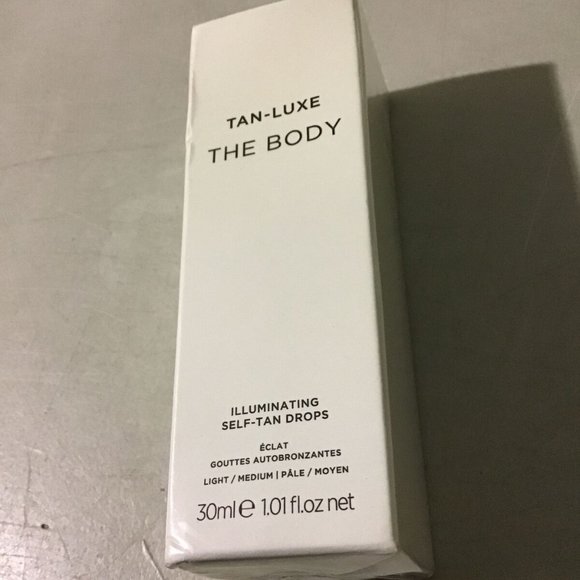 TAN-LUXE
THE BODY
ILLUMINATING
SELF-TAN DROPS
ÉCLAT
GOUTTES AUTOBRONZANTES
LIGHT / MEDIUM | PÂLE / MOYEN
30ml℮ 1.01 fl.oz net